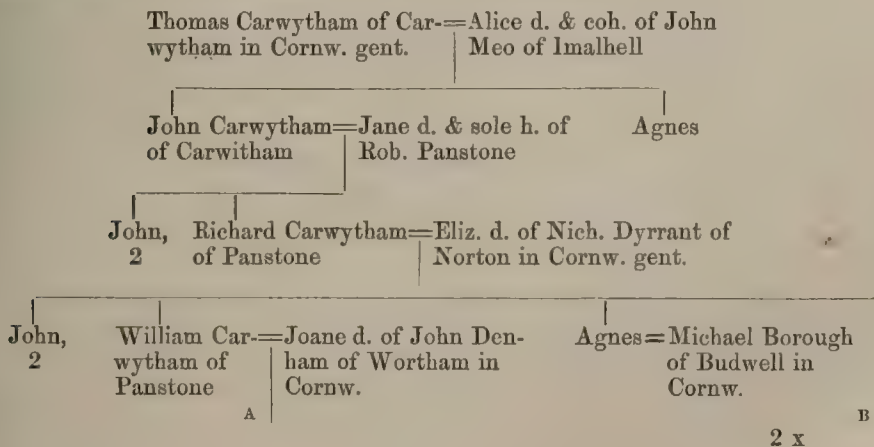 Thomas Carwytham of Car-=Alice d. & coh. of John
wytham in Cornw. gent. Meo of Imalhell
John Carwytham=Jane d. & sole h. of Agnes
of Carwitham Rob. Panstone
John, Richard Carwytham=Eliz. d. of Nich. Dyrrant of
2 of Panstone Norton in Cornw. gent.
John, William Car-=Joane d. of John Den- Agnes=Michael Borough
2 wytham of ham of Wortham in of Budwell in
Panstone Cornw. Cornw.
A B
2 x